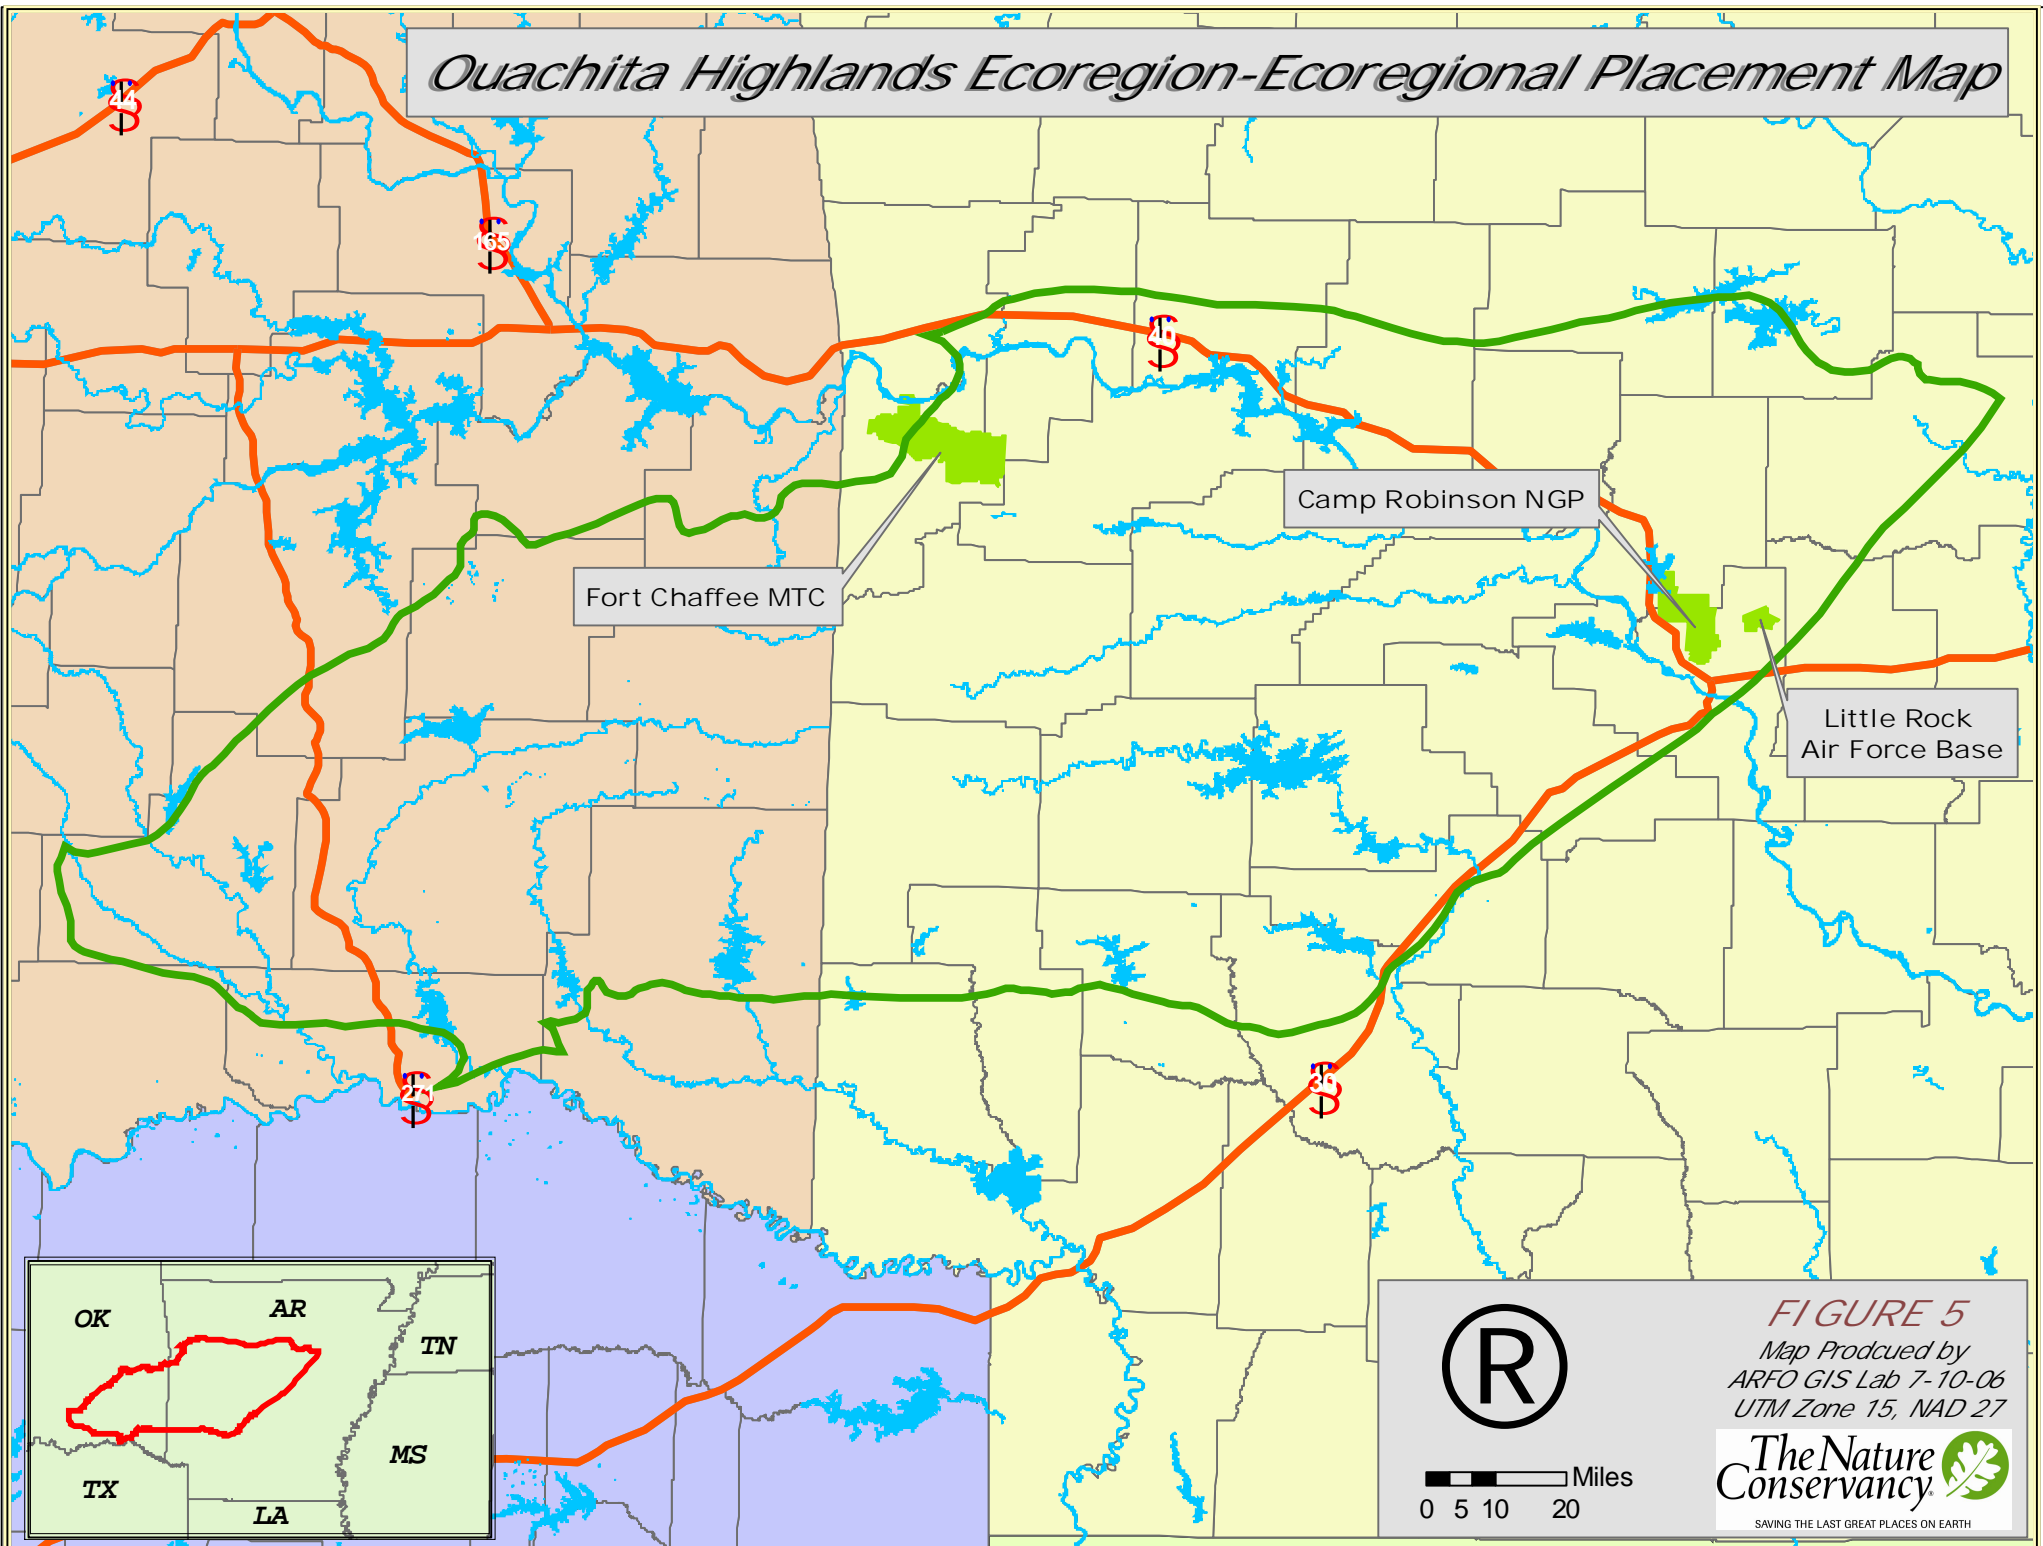 Ouachita Highlands Ecoregion-Ecoregional Placement Map
44
165
40
Camp Robinson NGP
Fort Chaffee MTC
Little Rock
Air Force Base
271
OK
AR
TN
MS
TX
LA
R
FIGURE 5
Map Prodcued by
ARFO GIS Lab 7-10-06
UTM Zone 15, NAD 27
Miles
0 5 10 20
The Nature
Conservancy®
SAVING THE LAST GREAT PLACES ON EARTH